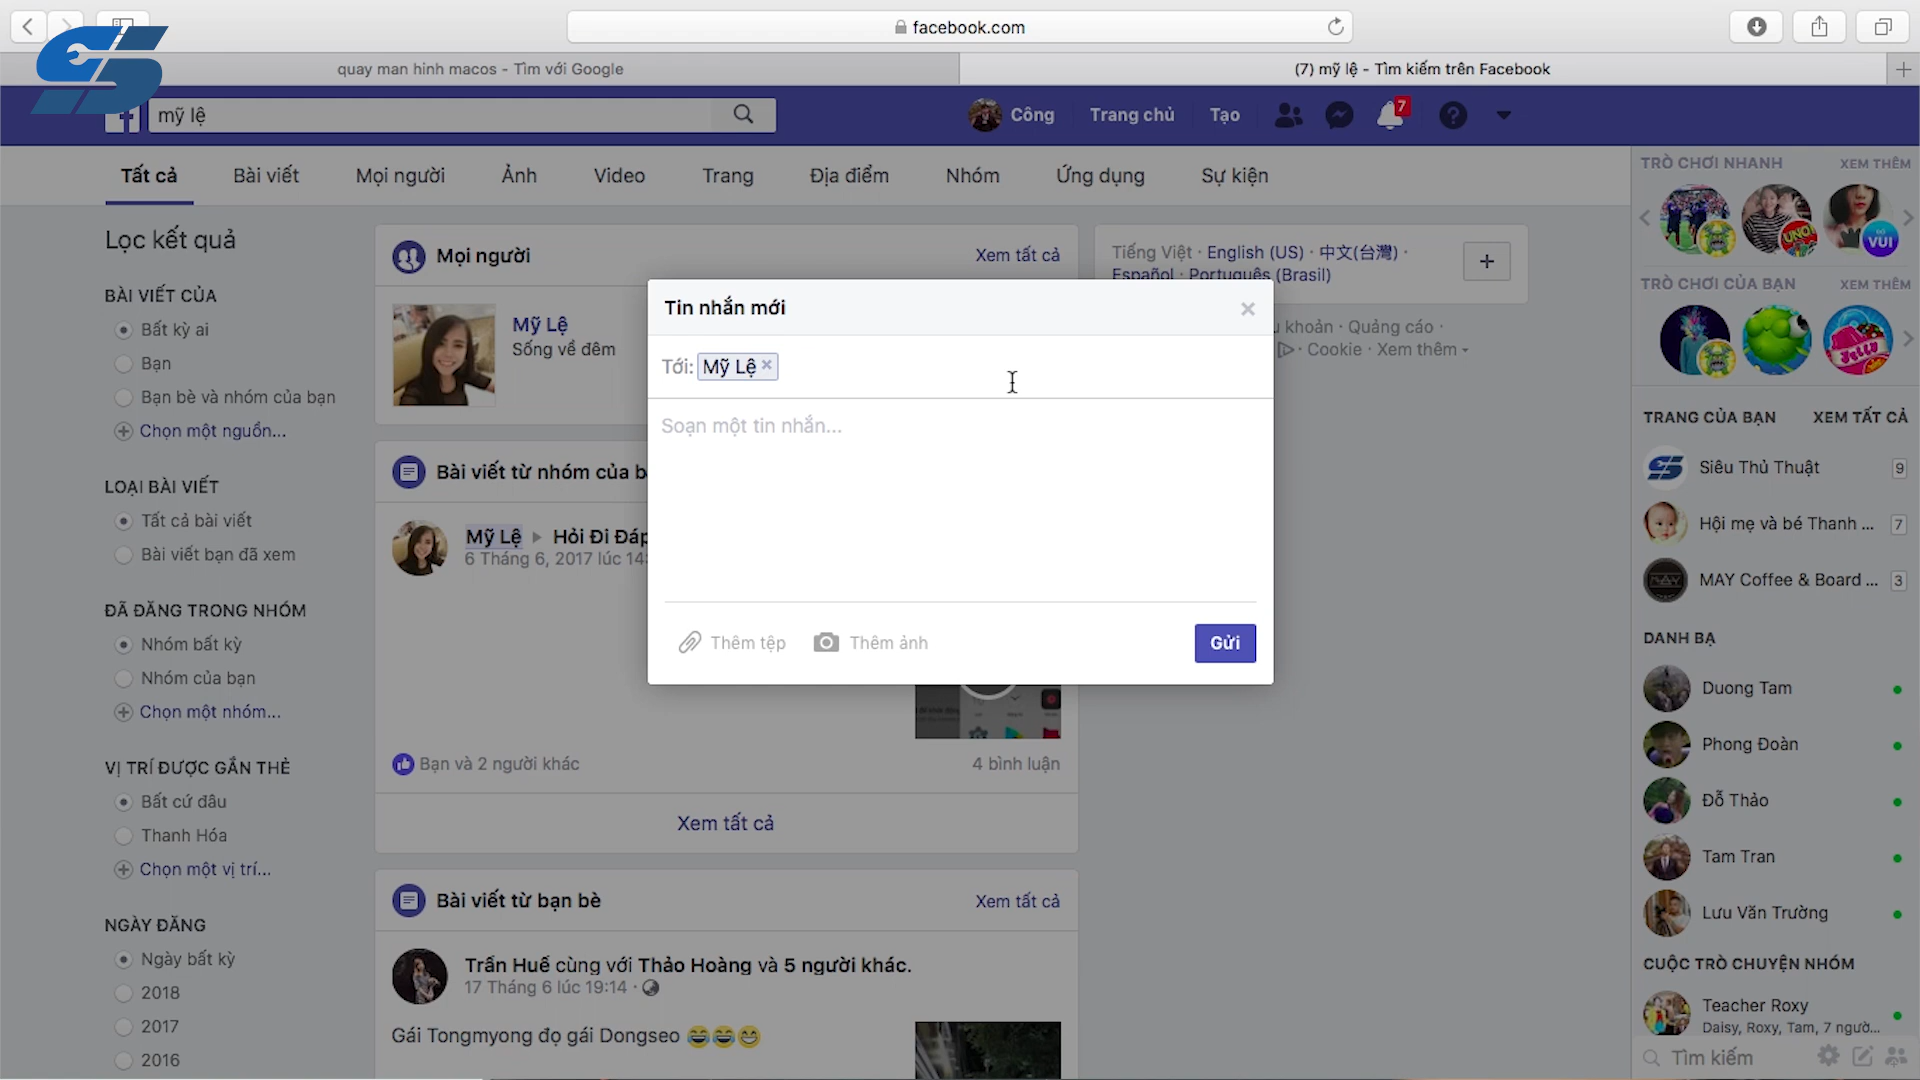 facebook.com
quay man hinh macos - Tìm với Google
(7) mỹ lệ - Tìm kiếm trên Facebook
mỹ lệ
Công
Trang chủ
Tạo
7
Tất cả
Bài viết
Mọi người
Ảnh
Video
Trang
Địa điểm
Nhóm
Ứng dụng
Sự kiện
Lọc kết quả
BÀI VIẾT CỦA
Bất kỳ ai
Bạn
Bạn bè và nhóm của bạn
Chọn một nguồn...
LOẠI BÀI VIẾT
Tất cả bài viết
Bài viết bạn đã xem
ĐÃ ĐĂNG TRONG NHÓM
Nhóm bất kỳ
Nhóm của bạn
Chọn một nhóm...
VỊ TRÍ ĐƯỢC GẮN THẺ
Bất cứ đâu
Thanh Hóa
Chọn một vị trí...
NGÀY ĐĂNG
Ngày bất kỳ
2018
2017
2016
Mọi người
Xem tất cả
Mỹ Lệ
Sống về đêm
Bài viết từ nhóm của
Mỹ Lệ ▸ Hỏi Đi Đáp
6 Tháng 6, 2017 lúc
Bạn và 2 người khác
4 bình luận
Xem tất cả
Bài viết từ bạn bè
Xem tất cả
Trần Huế cùng với Thảo Hoàng và 5 người khác.
17 Tháng 6 lúc 19:14 ·
Gái Tongmyong đọ gái Dongseo 😂😂😁
Tin nhắn mới
Tới: Mỹ Lệ
Soạn một tin nhắn...
Thêm tệp
Thêm ảnh
Gửi
Tiếng Việt · English (US) · 中文(台灣) ·
Español · Português (Brasil)
khoản · Quảng cáo ·
· Cookie · Xem thêm
TRÒ CHƠI NHANH
XEM THÊM
UNO!
ĐỐ VUI
TRÒ CHƠI CỦA BẠN
XEM THÊM
JELLY
TRANG CỦA BẠN
XEM TẤT CẢ
Siêu Thủ Thuật
9
Hội mẹ và bé Thanh ...
7
MAY
MAY Coffee & Board ...
3
DANH BẠ
Duong Tam
Phong Đoàn
Đỗ Thảo
Tam Tran
Lưu Văn Trường
CUỘC TRÒ CHUYỆN NHÓM
Teacher Roxy
Daisy, Roxy, Tam, 7 ngườ...
Tìm kiếm